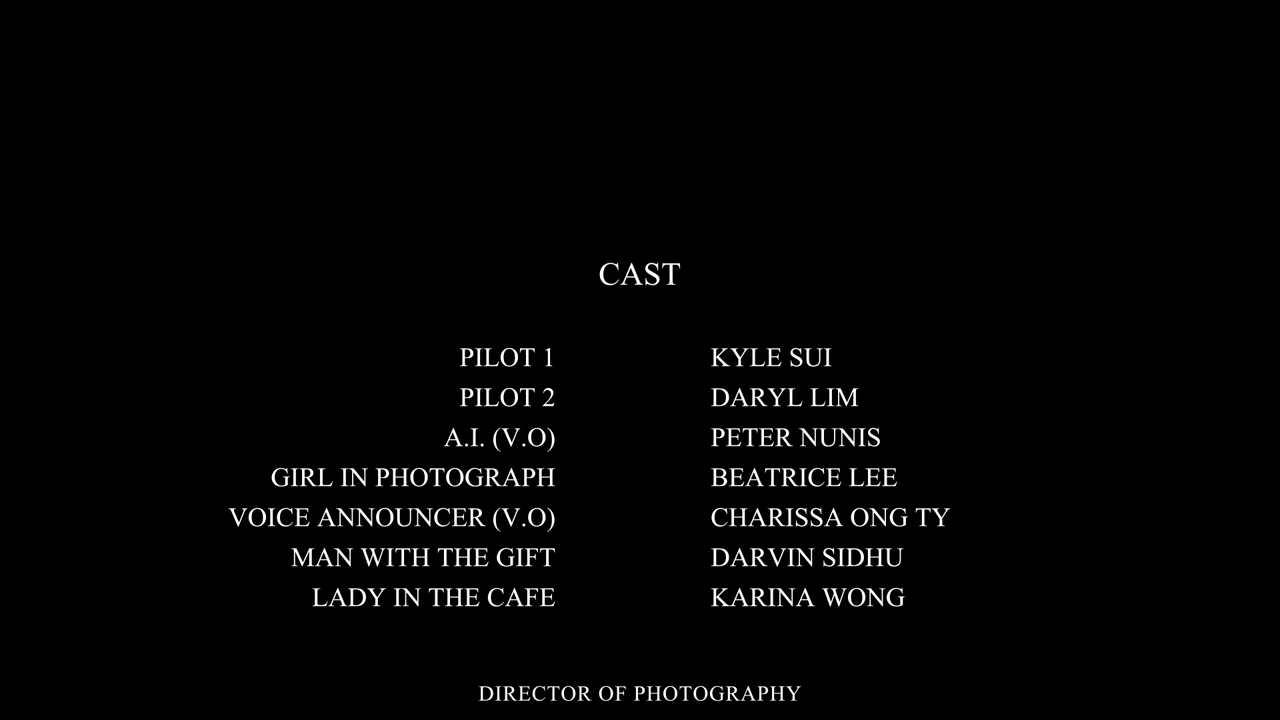 CAST
PILOT 1 KYLE SUI
PILOT 2 DARYL LIM
A.I. (V.O) PETER NUNIS
GIRL IN PHOTOGRAPH BEATRICE LEE
VOICE ANNOUNCER (V.O) CHARISSA ONG TY
MAN WITH THE GIFT DARVIN SIDHU
LADY IN THE CAFE KARINA WONG
DIRECTOR OF PHOTOGRAPHY